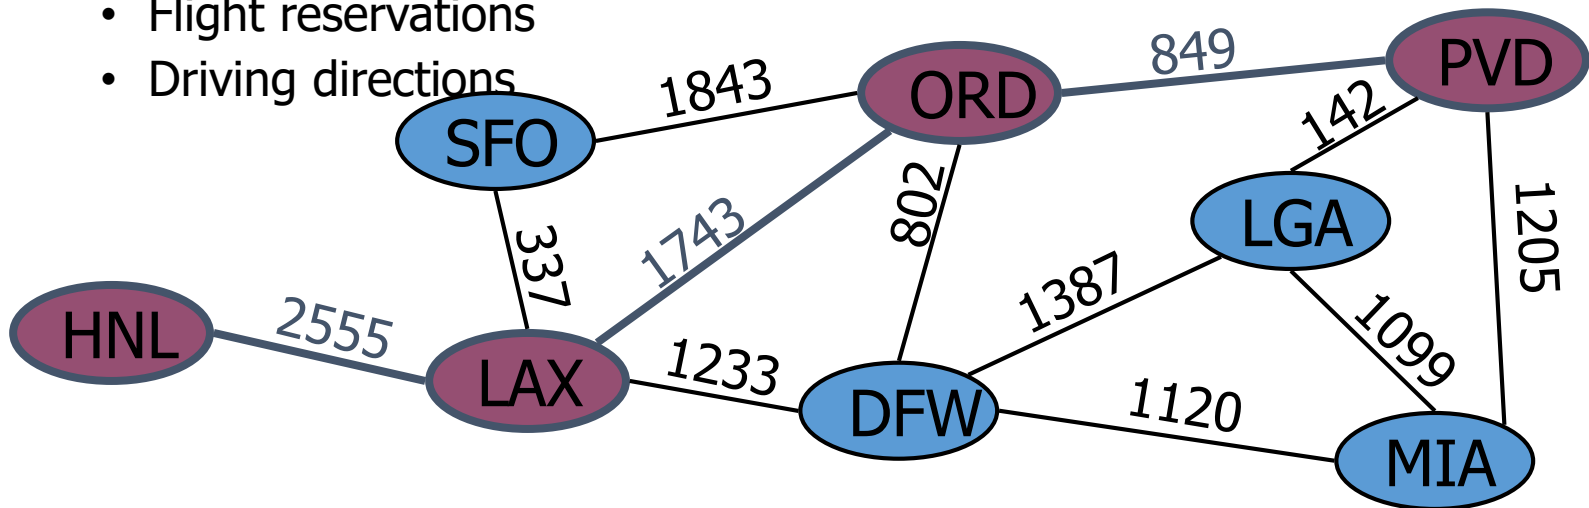 • Flight reservations
• Driving directions
849
PVD
1843
ORD
142
SFO
802
LGA
1205
1743
337
1387
HNL
2555
1099
LAX
1233
DFW
1120
MIA